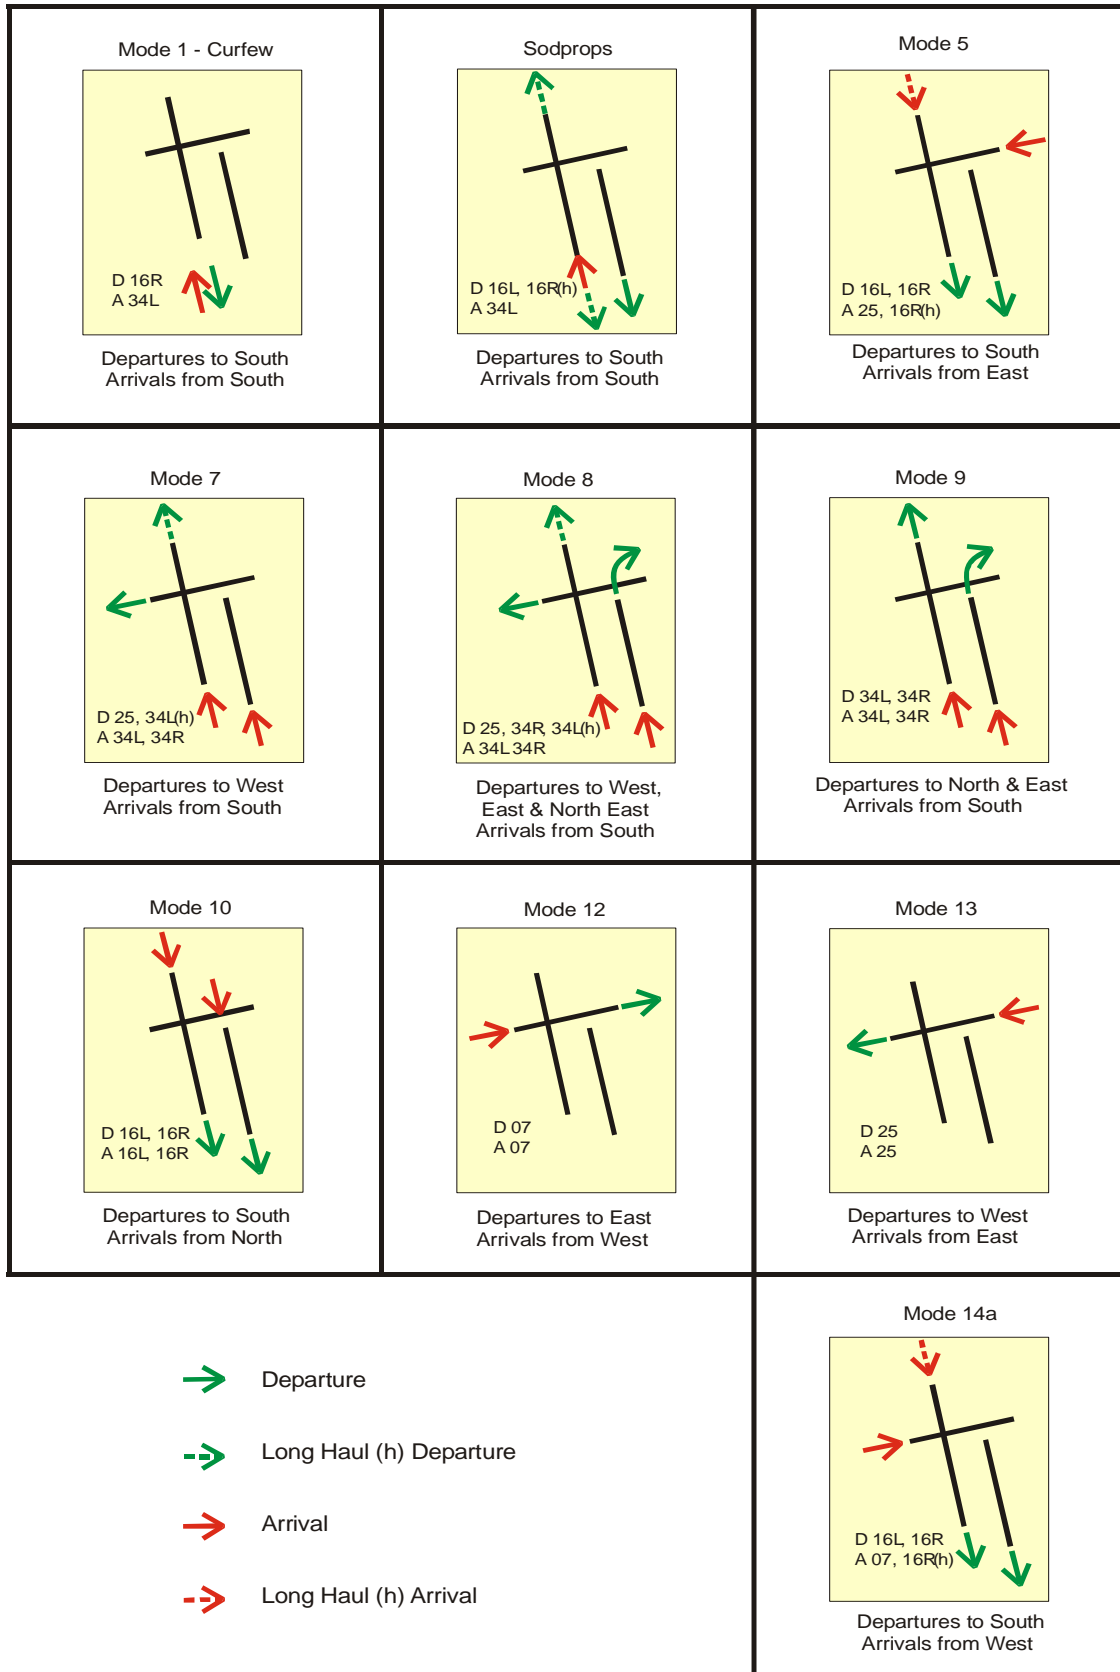 Mode 1 - Curfew
D 16R
A 34L
Departures to South
Arrivals from South
Sodprops
D 16L, 16R(h)
A 34L
Departures to South
Arrivals from South
Mode 5
D 16L, 16R
A 25, 16R(h)
Departures to South
Arrivals from East
Mode 7
D 25, 34L(h)
A 34L, 34R
Departures to West
Arrivals from South
Mode 8
D 25, 34R, 34L(h)
A 34L 34R
Departures to West,
East & North East
Arrivals from South
Mode 9
D 34L, 34R
A 34L, 34R
Departures to North & East
Arrivals from South
Mode 10
D 16L, 16R
A 16L, 16R
Departures to South
Arrivals from North
Mode 12
D 07
A 07
Departures to East
Arrivals from West
Mode 13
D 25
A 25
Departures to West
Arrivals from East
Departure
Long Haul (h) Departure
Arrival
Long Haul (h) Arrival
Mode 14a
D 16L, 16R
A 07, 16R(h)
Departures to South
Arrivals from West